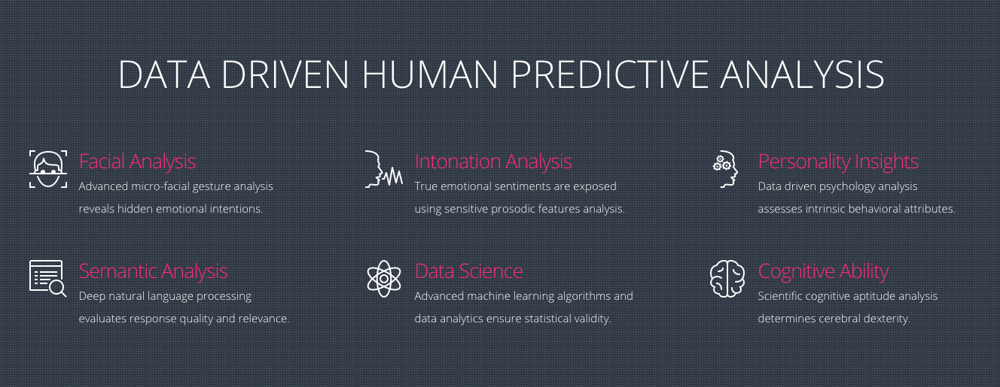 DATA DRIVEN HUMAN PREDICTIVE ANALYSIS
Facial Analysis
Advanced micro-facial gesture analysis
reveals hidden emotional intentions.
Intonation Analysis
True emotional sentiments are exposed
using sensitive prosodic features analysis.
Personality Insights
Data driven psychology analysis
assesses intrinsic behavioral attributes.
Semantic Analysis
Deep natural language processing
evaluates response quality and relevance.
Data Science
Advanced machine learning algorithms and
data analytics ensure statistical validity.
Cognitive Ability
Scientific cognitive aptitude analysis
determines cerebral dexterity.